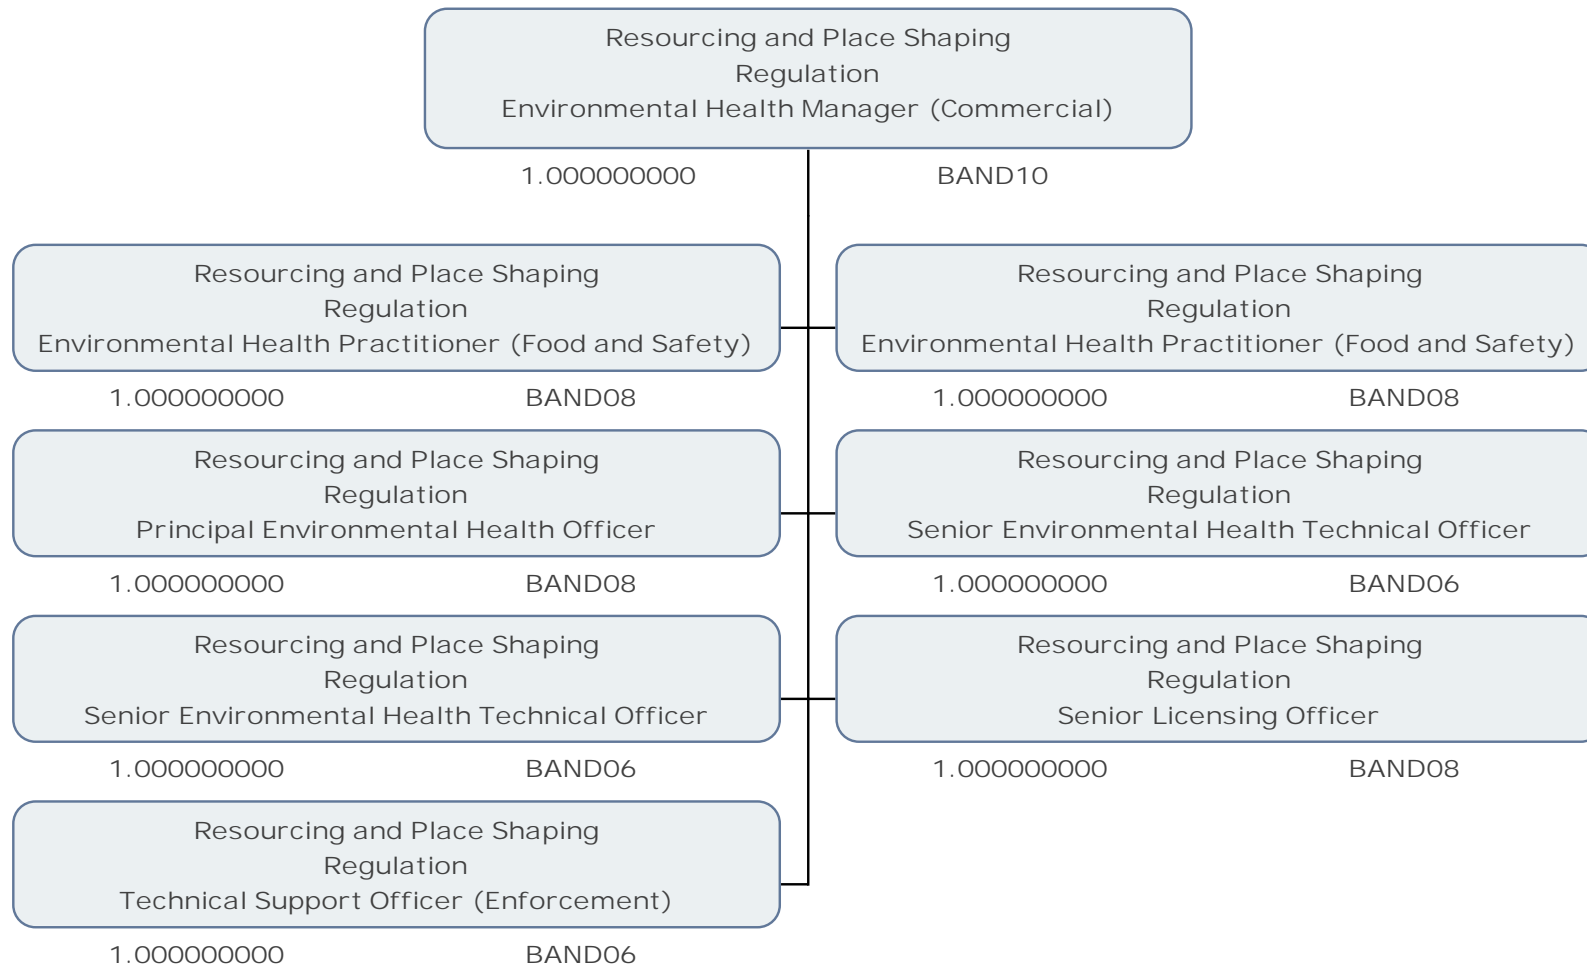 Resourcing and Place Shaping
Regulation
Environmental Health Manager (Commercial)
1.000000000 BAND10
Resourcing and Place Shaping
Regulation
Environmental Health Practitioner (Food and Safety)
1.000000000 BAND08
Resourcing and Place Shaping
Regulation
Environmental Health Practitioner (Food and Safety)
1.000000000 BAND08
Resourcing and Place Shaping
Regulation
Principal Environmental Health Officer
1.000000000 BAND08
Resourcing and Place Shaping
Regulation
Senior Environmental Health Technical Officer
1.000000000 BAND06
Resourcing and Place Shaping
Regulation
Senior Environmental Health Technical Officer
1.000000000 BAND06
Resourcing and Place Shaping
Regulation
Senior Licensing Officer
1.000000000 BAND08
Resourcing and Place Shaping
Regulation
Technical Support Officer (Enforcement)
1.000000000 BAND06